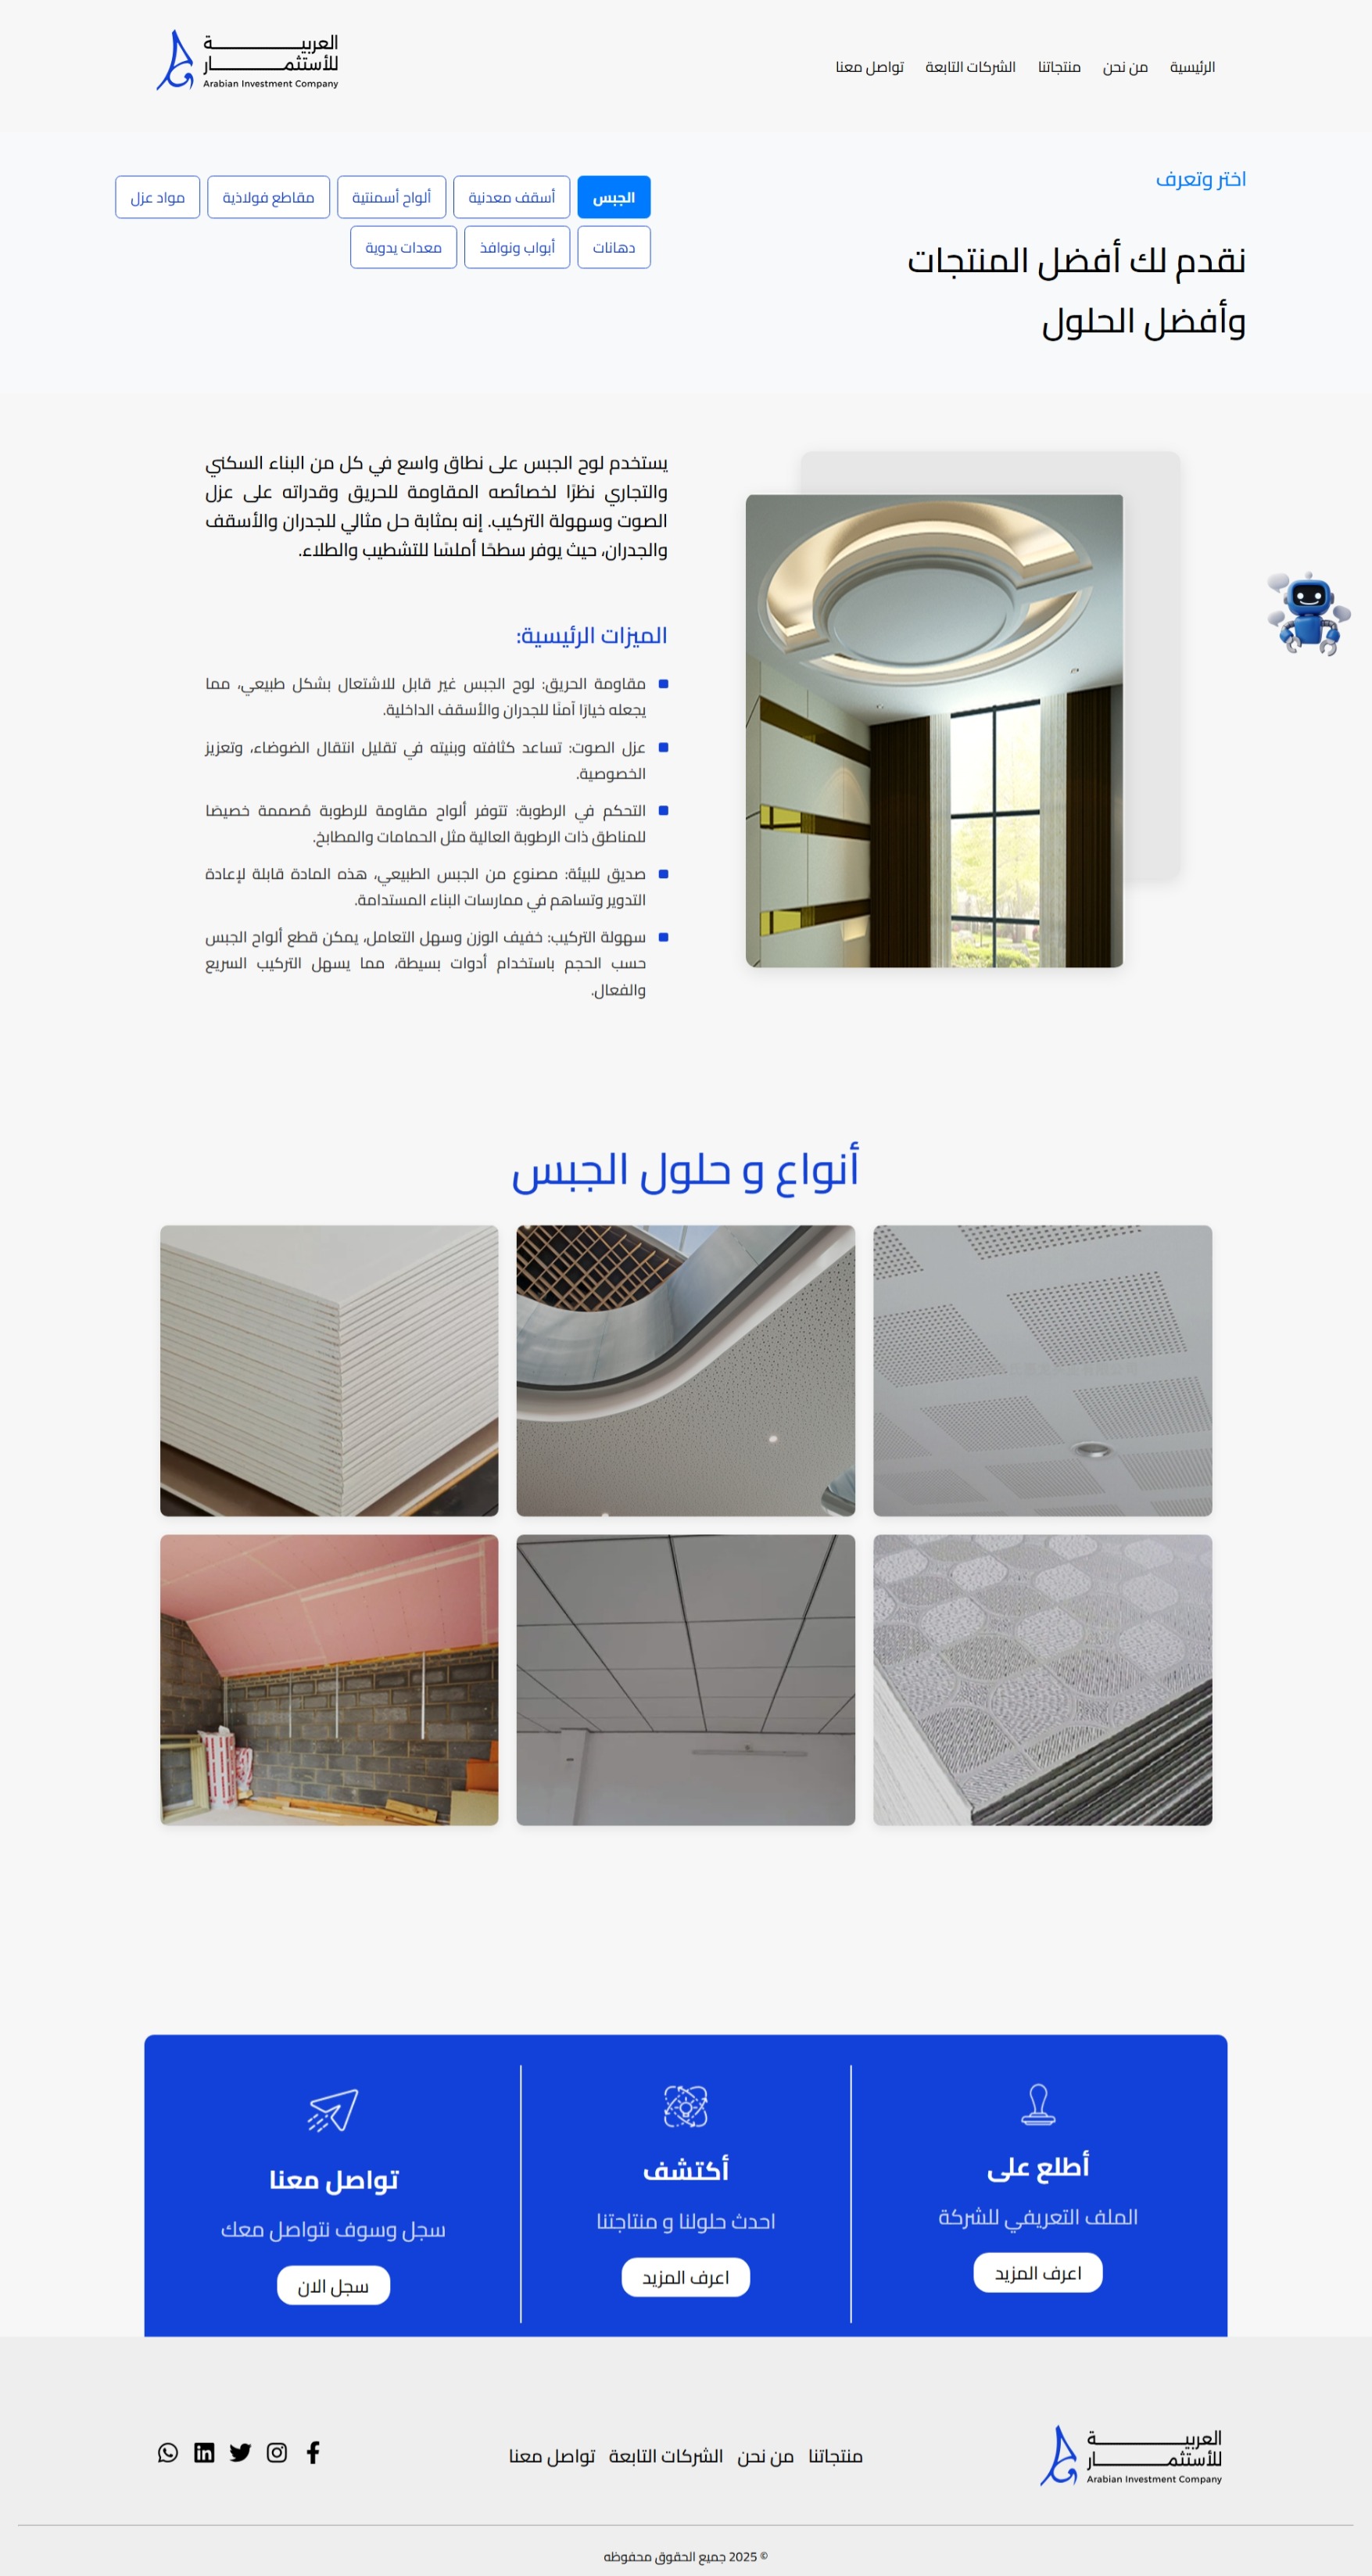 العربية
للأستثمار
Arabian Investment Company
الرئيسية من نحن منتجاتنا الشركات التابعة تواصل معنا
اختر وتعرف
نقدم لك أفضل المنتجات
وأفضل الحلول
الجبس أسقف معدنية ألواح أسمنتية مقاطع فولاذية مواد عزل
دهانات أبواب ونوافذ معدات يدوية
يستخدم لوح الجبس على نطاق واسع في كل من البناء السكني
والتجاري نظرًا لخصائصه المقاومة للحريق وقدراته على عزل
الصوت وسهولة التركيب. إنه بمثابة حل مثالي للجدران والأسقف
والجدران، حيث يوفر سطحًا أملسًا للتشطيب والطلاء.
الميزات الرئيسية:
مقاومة الحريق: لوح الجبس غير قابل للاشتعال بشكل طبيعي، مما
يجعله خيارًا آمنًا للجدران والأسقف الداخلية.
عزل الصوت: تساعد كثافته وبنيته في تقليل انتقال الضوضاء، وتعزيز
الخصوصية.
التحكم في الرطوبة: تتوفر ألواح مقاومة للرطوبة مُصممة خصيصًا
للمناطق ذات الرطوبة العالية مثل الحمامات والمطابخ.
صديق للبيئة: مصنوع من الجبس الطبيعي، هذه المادة قابلة لإعادة
التدوير وتساهم في ممارسات البناء المستدامة.
سهولة التركيب: خفيف الوزن وسهل التعامل، يمكن قطع ألواح الجبس
حسب الحجم باستخدام أدوات بسيطة، مما يسهل التركيب السريع
والفعال.
أنواع و حلول الجبس
أطلع على
الملف التعريفي للشركة
اعرف المزيد
أكتشف
احدث حلولنا و منتاجتنا
اعرف المزيد
تواصل معنا
سجل وسوف نتواصل معك
سجل الان
العربية
للأستثمار
Arabian Investment Company
منتجاتنا من نحن الشركات التابعة تواصل معنا
© 2025 جميع الحقوق محفوظه